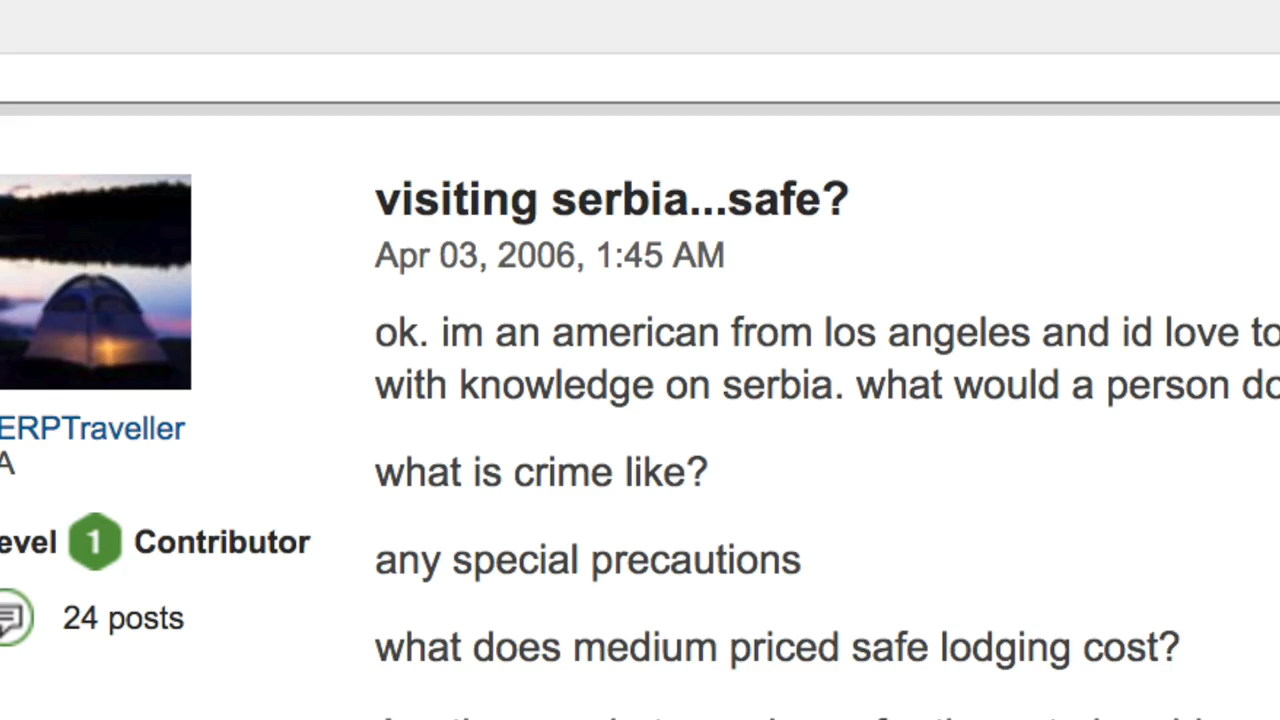 visiting serbia...safe?
Apr 03, 2006, 1:45 AM
ok. im an american from los angeles and id love to
with knowledge on serbia. what would a person do
what is crime like?
any special precautions
what does medium priced safe lodging cost?
ERPTraveller
A
evel 1 Contributor
24 posts